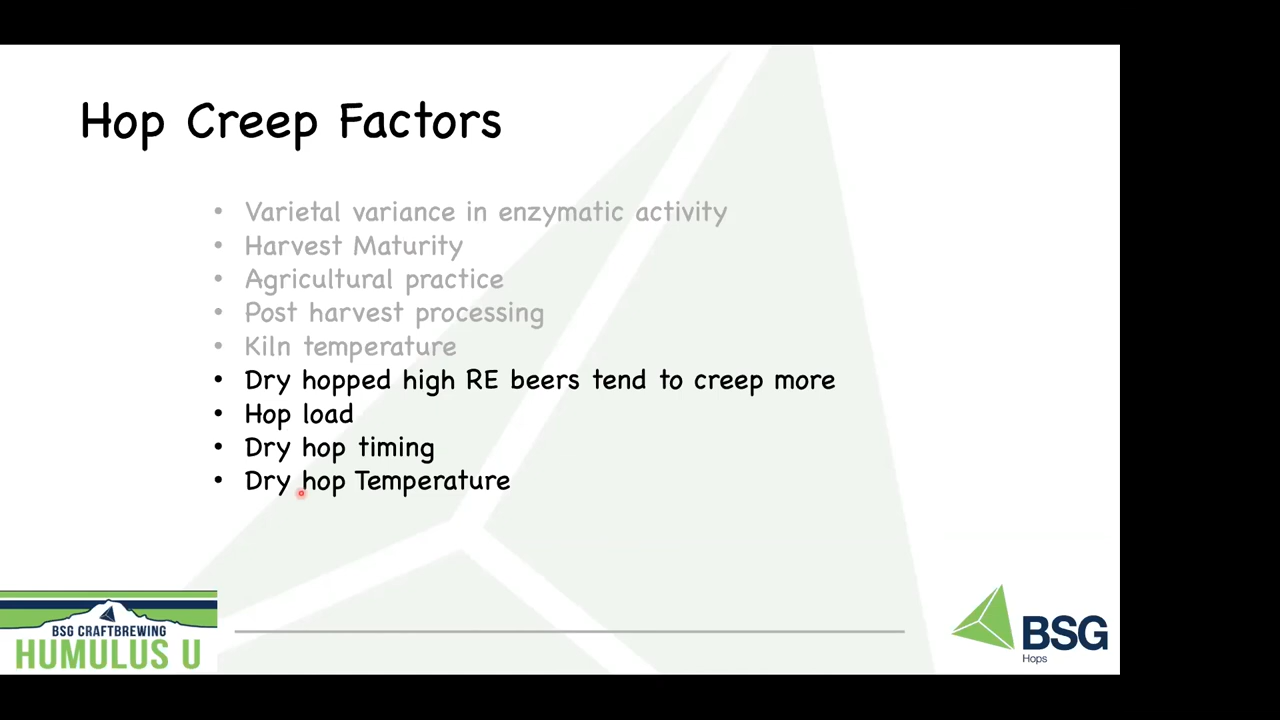 Hop Creep Factors
• Varietal variance in enzymatic activity
• Harvest Maturity
• Agricultural practice
• Post harvest processing
• Kiln temperature
• Dry hopped high RE beers tend to creep more
• Hop load
• Dry hop timing
• Dry hop Temperature
BSG CRAFTBREWING
HUMULUS U
BSG
Hops